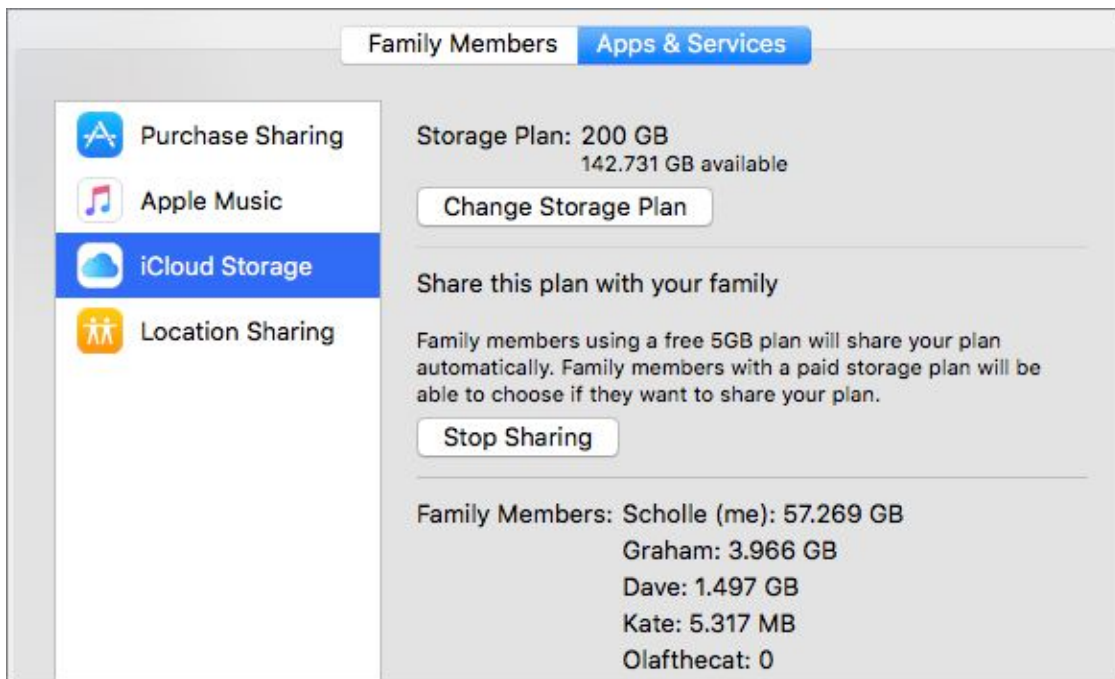 Family Members Apps & Services
Purchase Sharing
Apple Music
iCloud Storage
Location Sharing
Storage Plan: 200 GB
142.731 GB available
Change Storage Plan
Share this plan with your family
Family members using a free 5GB plan will share your plan
automatically. Family members with a paid storage plan will be
able to choose if they want to share your plan.
Stop Sharing
Family Members: Scholle (me): 57.269 GB
Graham: 3.966 GB
Dave: 1.497 GB
Kate: 5.317 MB
Olafthecat: 0